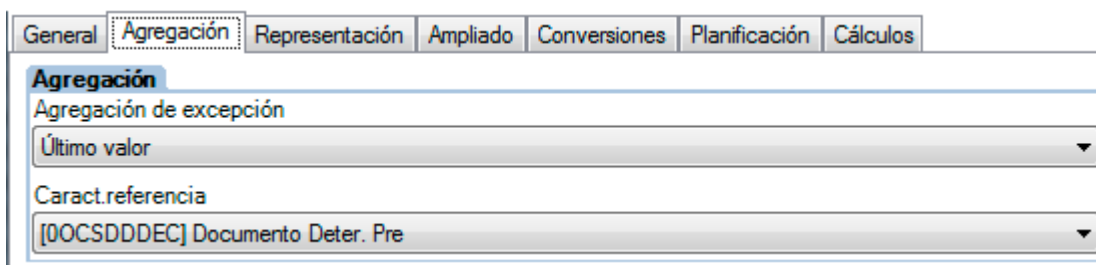 General Agregación Representación Ampliado Conversiones Planificación Cálculos
Agregación
Agregación de excepción
Último valor
Caract.referencia
[0OCSDDDEC] Documento Deter. Pre